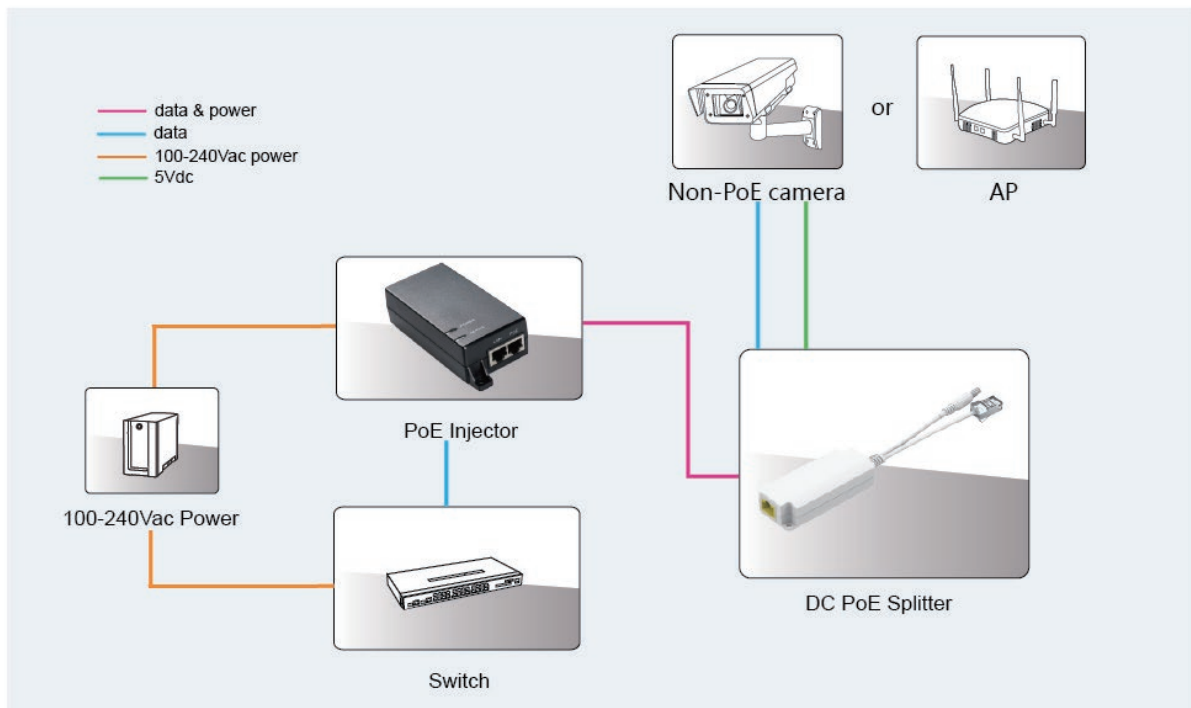 data & power
data
100-240Vac power
5Vdc
or
Non-PoE camera
AP
PoE Injector
100-240Vac Power
DC PoE Splitter
Switch